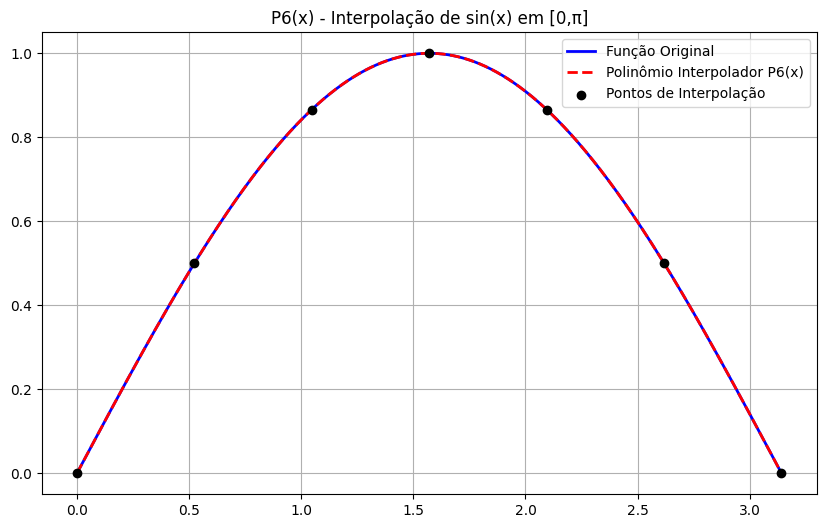 P6(x) - Interpolação de sin(x) em [0,π]
Função Original
Polinômio Interpolador P6(x)
Pontos de Interpolação
1.0
0.8
0.6
0.4
0.2
0.0
0.0 0.5 1.0 1.5 2.0 2.5 3.0